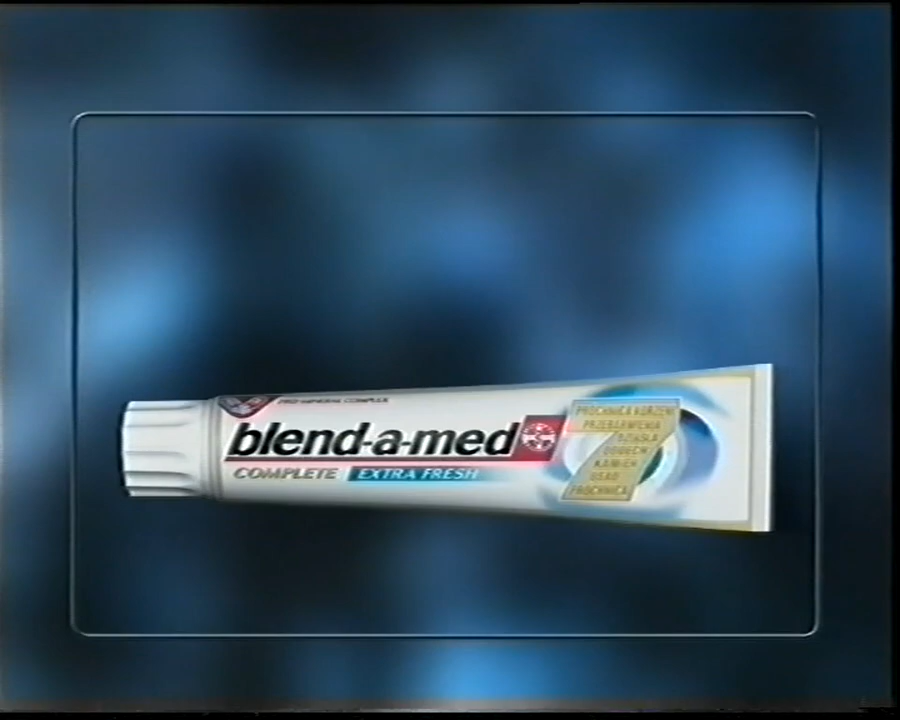 PRO-MINERAL COMPLEX
blend-a-med
COMPLETE EXTRA FRESH
7
PRÓCHNICA KORZENI
PRZEBARWIENIA
DZIĄSŁA
ODDECH
KAMIEŃ
OSAD
PRÓCHNICA